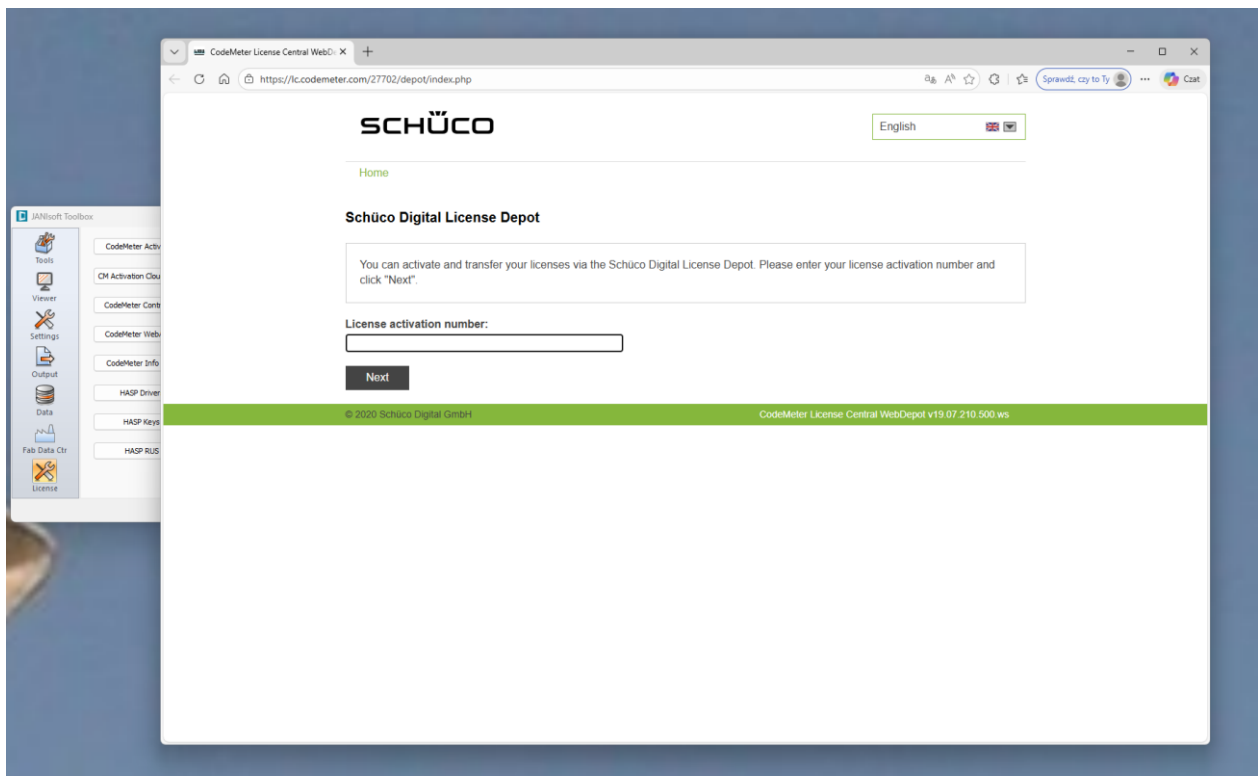 CodeMeter License Central WebDe
https://lc.codemeter.com/27702/depot/index.php
Sprawdź, czy to Ty
Czat
SCHÜCO
English
Home
Schüco Digital License Depot
You can activate and transfer your licenses via the Schüco Digital License Depot. Please enter your license activation number and
click "Next".
License activation number:
Next
© 2020 Schüco Digital GmbH
CodeMeter License Central WebDepot v19.07.210.500.ws
JANIsoft Toolbox
Tools
Viewer
Settings
Output
Data
Fab Data Ctr
License
CodeMeter Activ
CM Activation Clou
CodeMeter Contr
CodeMeter Web
CodeMeter Info
HASP Driver
HASP Keys
HASP RUS